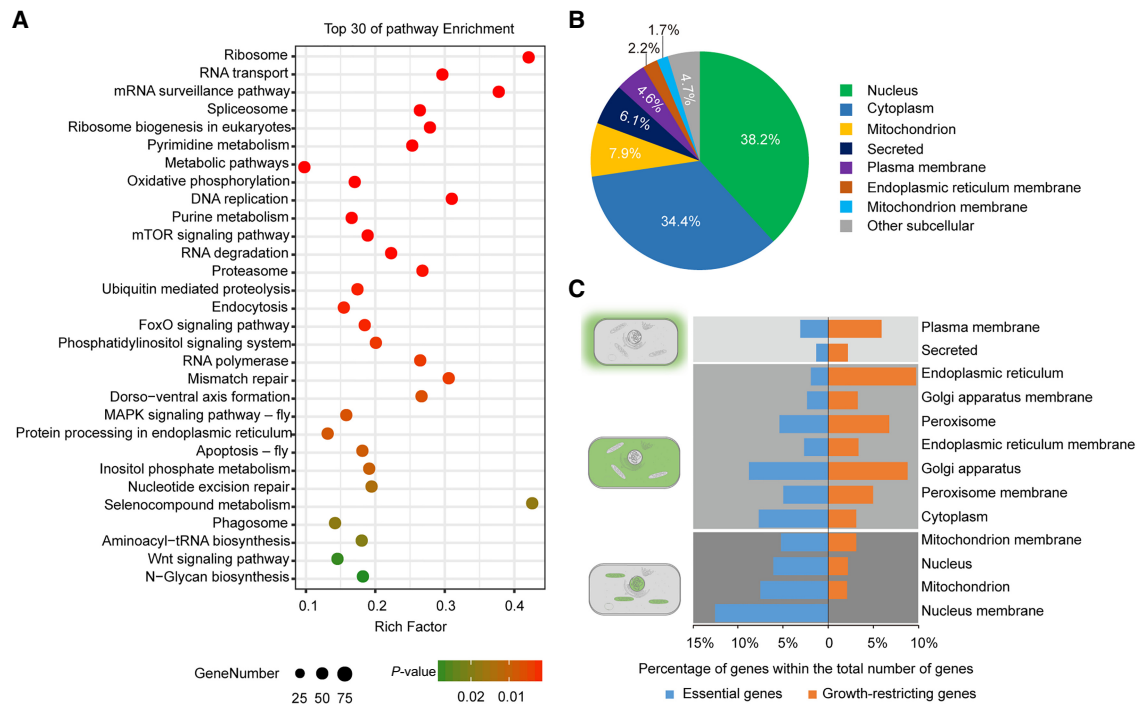 A
Top 30 of pathway Enrichment
Ribosome
RNA transport
mRNA surveillance pathway
Spliceosome
Ribosome biogenesis in eukaryotes
Pyrimidine metabolism
Metabolic pathways
Oxidative phosphorylation
DNA replication
Purine metabolism
mTOR signaling pathway
RNA degradation
Proteasome
Ubiquitin mediated proteolysis
Endocytosis
FoxO signaling pathway
Phosphatidylinositol signaling system
RNA polymerase
Mismatch repair
Dorso−ventral axis formation
MAPK signaling pathway − fly
Protein processing in endoplasmic reticulum
Apoptosis − fly
Inositol phosphate metabolism
Nucleotide excision repair
Selenocompound metabolism
Phagosome
Aminoacyl−tRNA biosynthesis
Wnt signaling pathway
N−Glycan biosynthesis
0.1 0.2 0.3 0.4
Rich Factor
GeneNumber
25 50 75
P-value
0.02 0.01
B
1.7%
2.2%
4.7%
4.6%
6.1%
7.9%
38.2%
34.4%
Nucleus
Cytoplasm
Mitochondrion
Secreted
Plasma membrane
Endoplasmic reticulum membrane
Mitochondrion membrane
Other subcellular
C
Plasma membrane
Secreted
Endoplasmic reticulum
Golgi apparatus membrane
Peroxisome
Endoplasmic reticulum membrane
Golgi apparatus
Peroxisome membrane
Cytoplasm
Mitochondrion membrane
Nucleus
Mitochondrion
Nucleus membrane
15% 10% 5% 0 5% 10%
Percentage of genes within the total number of genes
Essential genes Growth-restricting genes